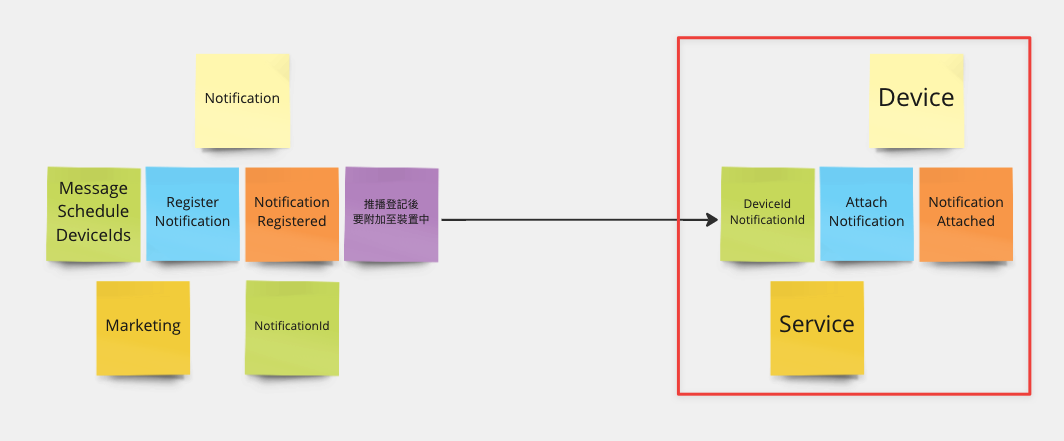 Notification
Device
Message
Schedule
DeviceIds
Register
Notification
Notification
Registered
推播登記後
要附加至裝置中
DeviceId
NotificationId
Attach
Notification
Notification
Attached
Marketing
NotificationId
Service